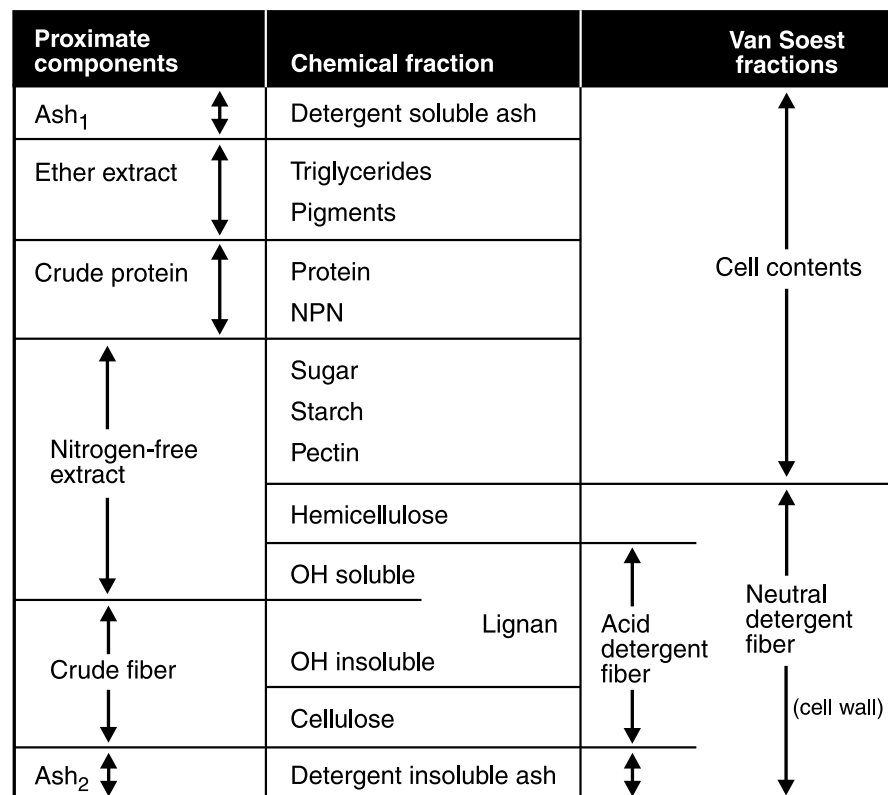 Proximate
components
Chemical fraction
Van Soest
fractions
Ash1
Detergent soluble ash
Ether extract
Triglycerides
Pigments
Crude protein
Protein
NPN
Cell contents
Nitrogen-free
extract
Sugar
Starch
Pectin
Hemicellulose
OH soluble
Lignan
Acid
detergent
fiber
Neutral
detergent
fiber
Crude fiber
OH insoluble
Cellulose
(cell wall)
Ash2
Detergent insoluble ash